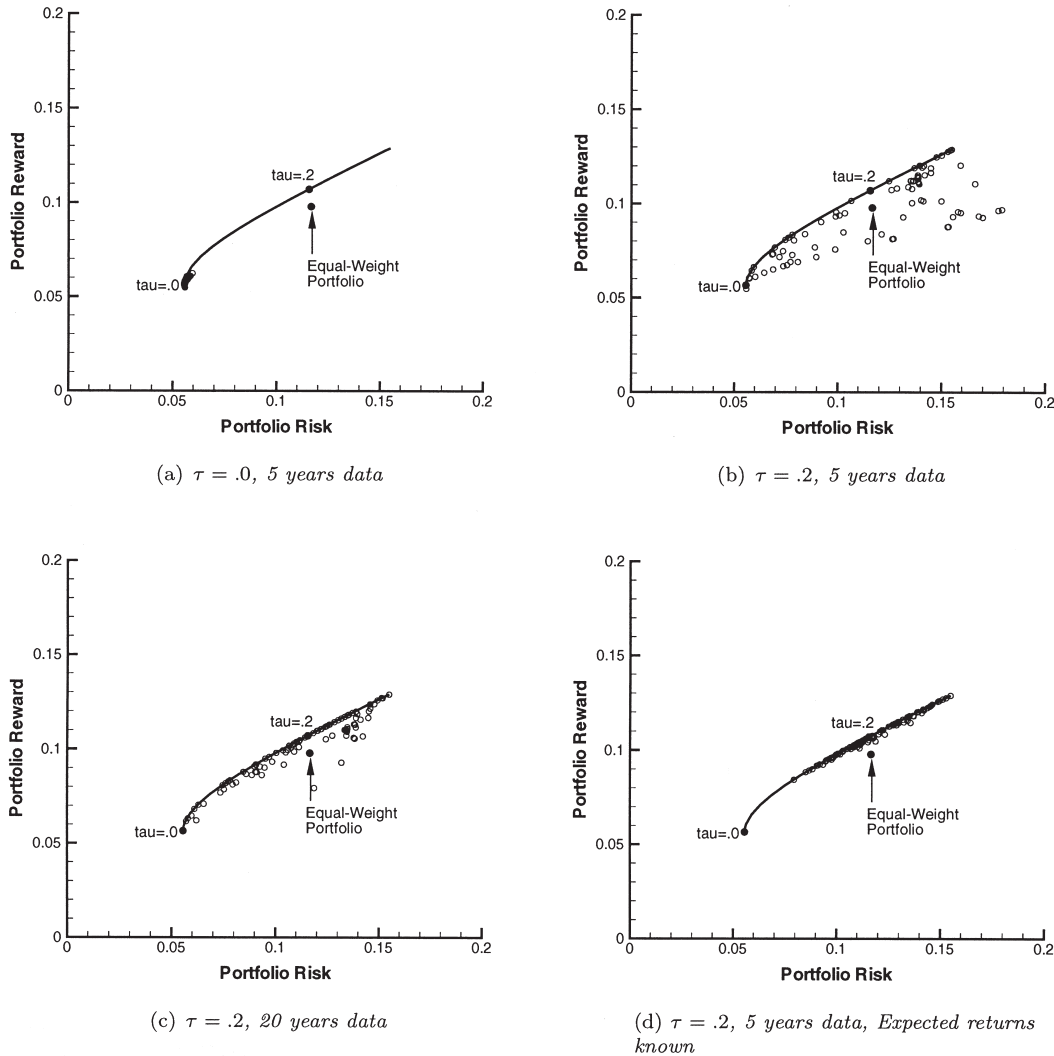 0.2
0.15
0.1
0.05
0
0
0.05
0.1
0.15
0.2
Portfolio Reward
Portfolio Risk
tau=.2
tau=.0
Equal-Weight
Portfolio
(a) τ = .0, 5 years data
0.2
0.15
0.1
0.05
0
0
0.05
0.1
0.15
0.2
Portfolio Reward
Portfolio Risk
tau=.2
tau=.0
Equal-Weight
Portfolio
(b) τ = .2, 5 years data
0.2
0.15
0.1
0.05
0
0
0.05
0.1
0.15
0.2
Portfolio Reward
Portfolio Risk
tau=.2
tau=.0
Equal-Weight
Portfolio
(c) τ = .2, 20 years data
0.2
0.15
0.1
0.05
0
0
0.05
0.1
0.15
0.2
Portfolio Reward
Portfolio Risk
tau=.2
tau=.0
Equal-Weight
Portfolio
(d) τ = .2, 5 years data, Expected returns
known